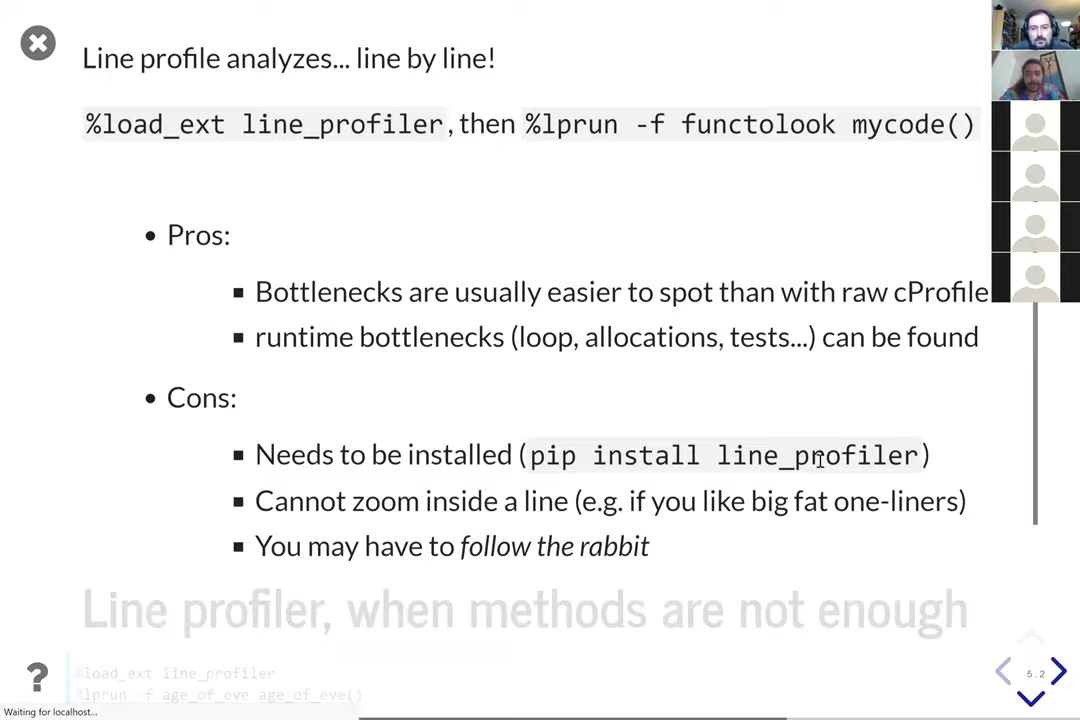 Line profile analyzes... line by line!
%load_ext line_profiler, then %lprun -f functolook mycode()
Pros:
Bottlenecks are usually easier to spot than with raw cProfile
runtime bottlenecks (loop, allocations, tests...) can be found
Cons:
Needs to be installed (pip install line_profiler)
Cannot zoom inside a line (e.g. if you like big fat one-liners)
You may have to follow the rabbit
Line profiler, when methods are not enough
%load_ext line_profiler
%lprun -f age_of_eve age_of_eve()
?
5.2
Waiting for localhost...